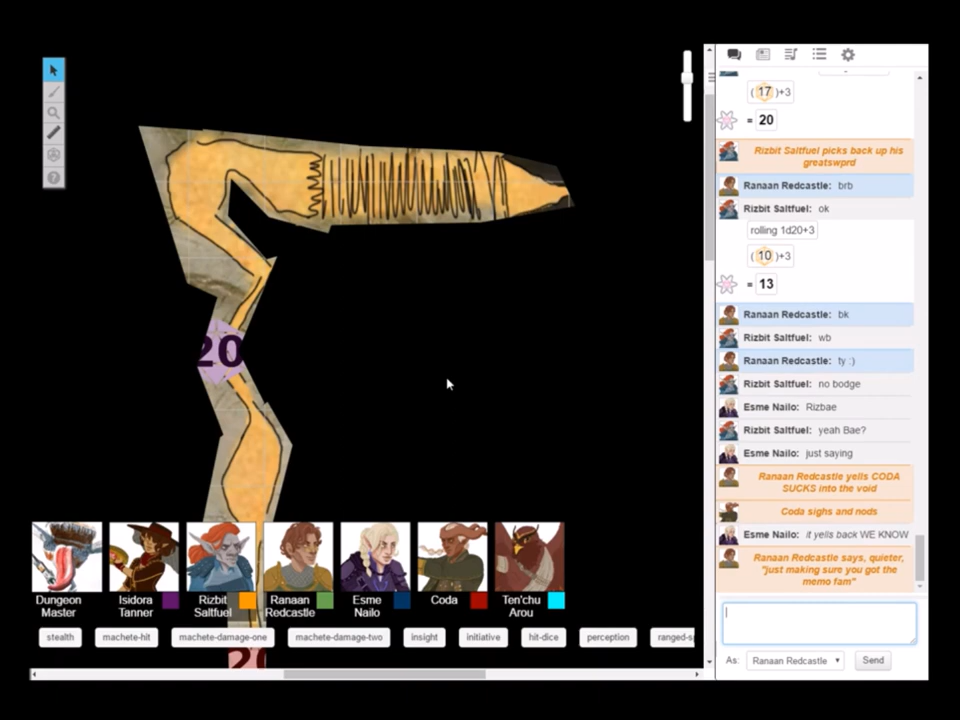 ( 17 )+3
= 20
Rizbit Saltfuel picks back up his
greatswprd
Ranaan Redcastle: brb
Rizbit Saltfuel: ok
rolling 1d20+3
( 10 )+3
= 13
Ranaan Redcastle: bk
Rizbit Saltfuel: wb
Ranaan Redcastle: ty :)
Rizbit Saltfuel: no bodge
Esme Nailo: Rizbae
Rizbit Saltfuel: yeah Bae?
Esme Nailo: just saying
Ranaan Redcastle yells CODA
SUCKS into the void
Coda sighs and nods
Esme Nailo: it yells back WE KNOW
Ranaan Redcastle says, quieter,
"just making sure you got the
memo fam"
As: Ranaan Redcastle Send
20
Dungeon
Master
Isidora
Tanner
Rizbit
Saltfuel
Ranaan
Redcastle
Esme
Nailo
Coda
Ten'chu
Arou
stealth machete-hit machete-damage-one machete-damage-two insight initiative hit-dice perception ranged-sp
20